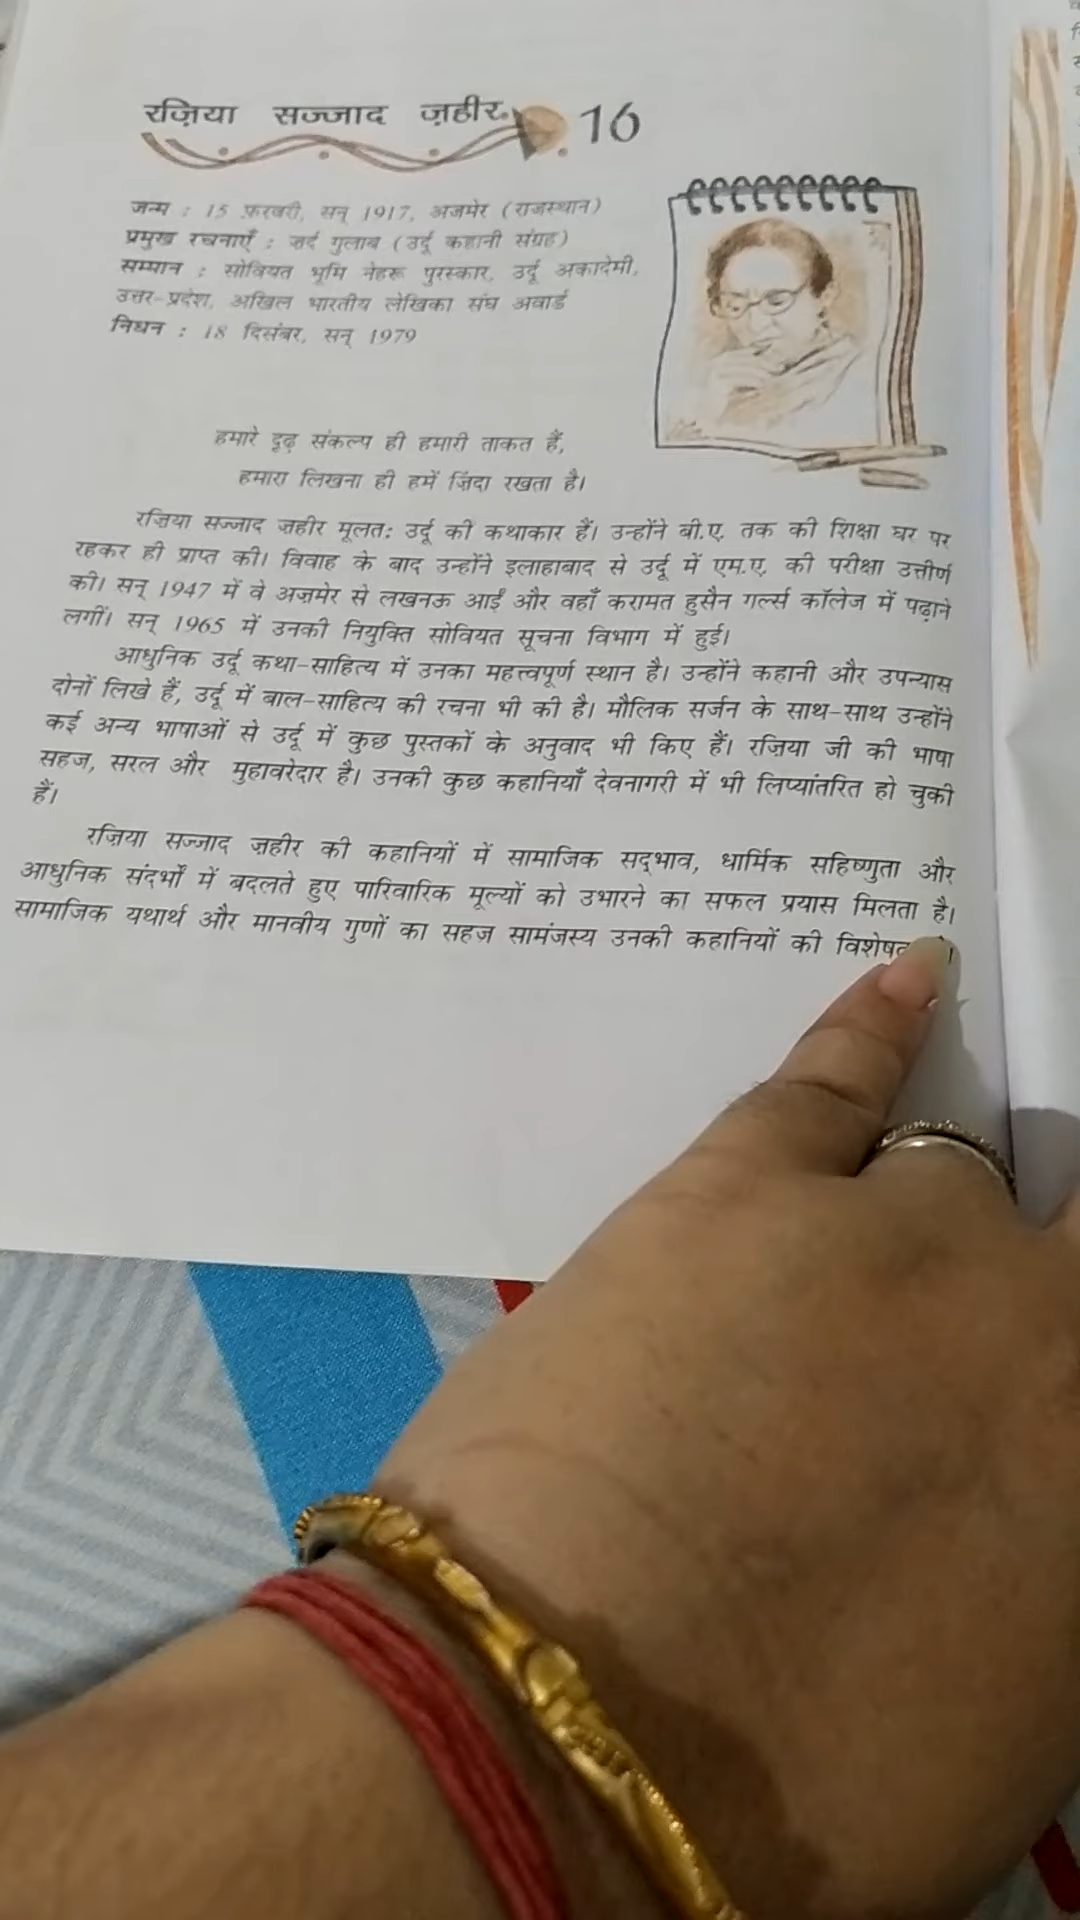 रज़िया सज्जाद ज़हीर 16
जन्म : 15 फ़रवरी, सन् 1917, अजमेर (राजस्थान)
प्रमुख रचनाएँ : ज़र्द गुलाब (उर्दू कहानी संग्रह)
सम्मान : सोवियत भूमि नेहरू पुरस्कार, उर्दू अकादेमी,
उत्तर-प्रदेश, अखिल भारतीय लेखिका संघ अवार्ड
निधन : 18 दिसंबर, सन् 1979
हमारे दृढ़ संकल्प ही हमारी ताकत हैं,
हमारा लिखना ही हमें ज़िंदा रखता है।
रज़िया सज्जाद ज़हीर मूलतः उर्दू की कथाकार हैं। उन्होंने बी.ए. तक की शिक्षा घर पर
रहकर ही प्राप्त की। विवाह के बाद उन्होंने इलाहाबाद से उर्दू में एम.ए. की परीक्षा उत्तीर्ण
की। सन् 1947 में वे अजमेर से लखनऊ आईं और वहाँ करामत हुसैन गर्ल्स कॉलेज में पढ़ाने
लगीं। सन् 1965 में उनकी नियुक्ति सोवियत सूचना विभाग में हुई।
आधुनिक उर्दू कथा-साहित्य में उनका महत्त्वपूर्ण स्थान है। उन्होंने कहानी और उपन्यास
दोनों लिखे हैं, उर्दू में बाल-साहित्य की रचना भी की है। मौलिक सर्जन के साथ-साथ उन्होंने
कई अन्य भाषाओं से उर्दू में कुछ पुस्तकों के अनुवाद भी किए हैं। रज़िया जी की भाषा
सहज, सरल और मुहावरेदार है। उनकी कुछ कहानियाँ देवनागरी में भी लिप्यांतरित हो चुकी
हैं।
रज़िया सज्जाद ज़हीर की कहानियों में सामाजिक सद्भाव, धार्मिक सहिष्णुता और
आधुनिक संदर्भों में बदलते हुए पारिवारिक मूल्यों को उभारने का सफल प्रयास मिलता है।
सामाजिक यथार्थ और मानवीय गुणों का सहज सामंजस्य उनकी कहानियों की